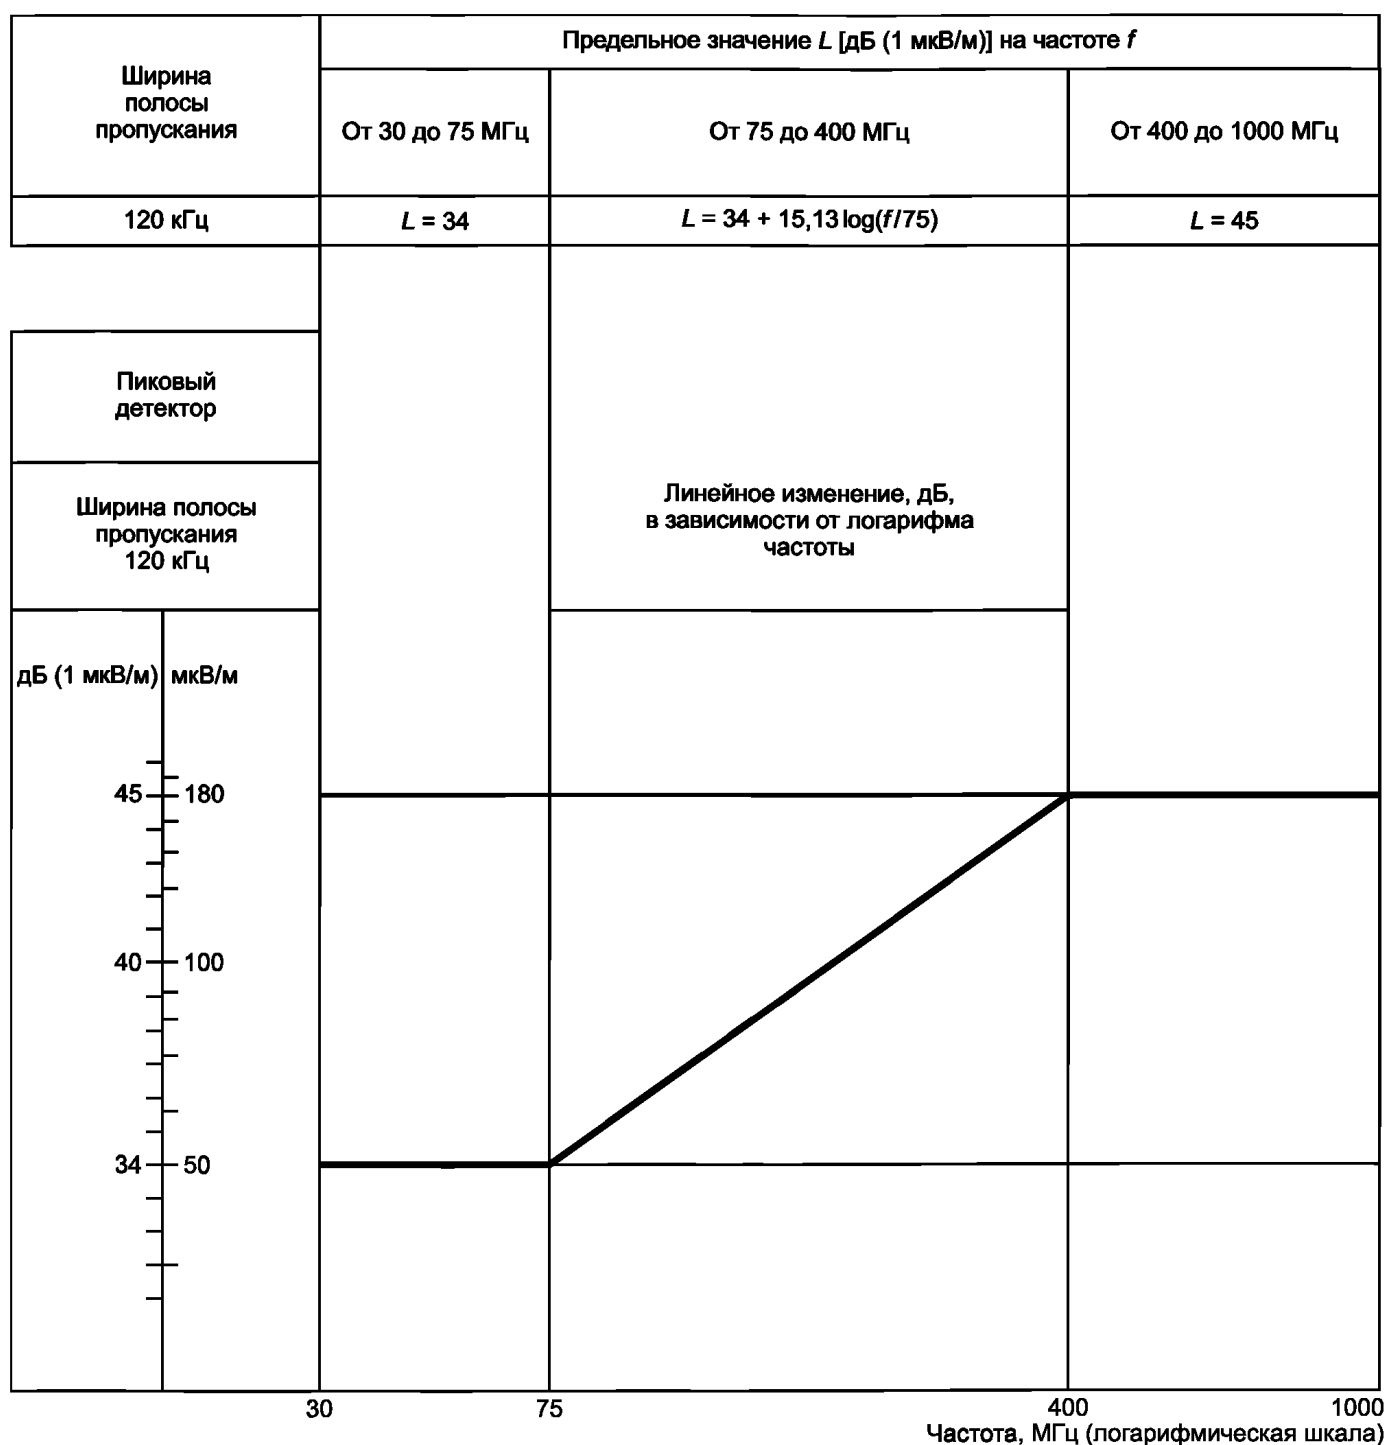 Предельное значение L [дБ (1 мкВ/м)] на частоте f
Ширина
полосы
пропускания
От 30 до 75 МГц
От 75 до 400 МГц
От 400 до 1000 МГц
120 кГц
L = 34
L = 34 + 15,13 log(f/75)
L = 45
Пиковый
детектор
Ширина полосы
пропускания
120 кГц
Линейное изменение, дБ,
в зависимости от логарифма
частоты
дБ (1 мкВ/м)
мкВ/м
45
180
40
100
34
50
30
75
400
1000
Частота, МГц (логарифмическая шкала)